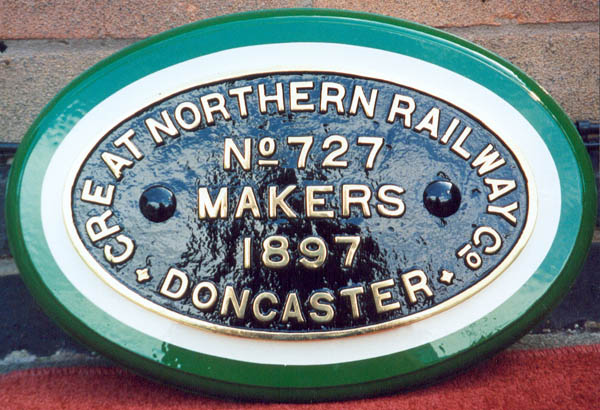 GREAT NORTHERN RAILWAY Co
No 727
MAKERS
1897
DONCASTER